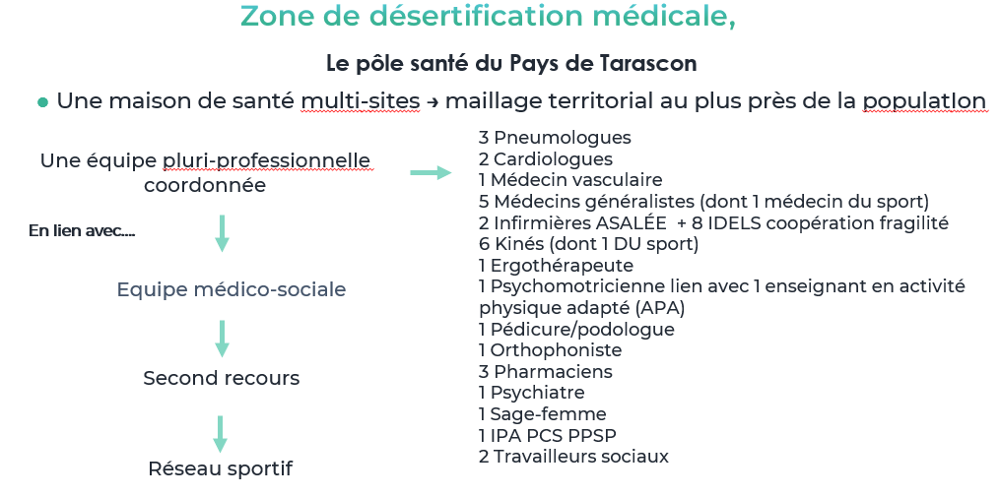 Zone de désertification médicale,
Le pôle santé du Pays de Tarascon
Une maison de santé multi-sites → maillage territorial au plus près de la populatIon
Une équipe pluri-professionnelle
coordonnée
En lien avec....
Equipe médico-sociale
Second recours
Réseau sportif
3 Pneumologues
2 Cardiologues
1 Médecin vasculaire
5 Médecins généralistes (dont 1 médecin du sport)
2 Infirmières ASALÉE + 8 IDELS coopération fragilité
6 Kinés (dont 1 DU sport)
1 Ergothérapeute
1 Psychomotricienne lien avec 1 enseignant en activité
physique adapté (APA)
1 Pédicure/podologue
1 Orthophoniste
3 Pharmaciens
1 Psychiatre
1 Sage-femme
1 IPA PCS PPSP
2 Travailleurs sociaux